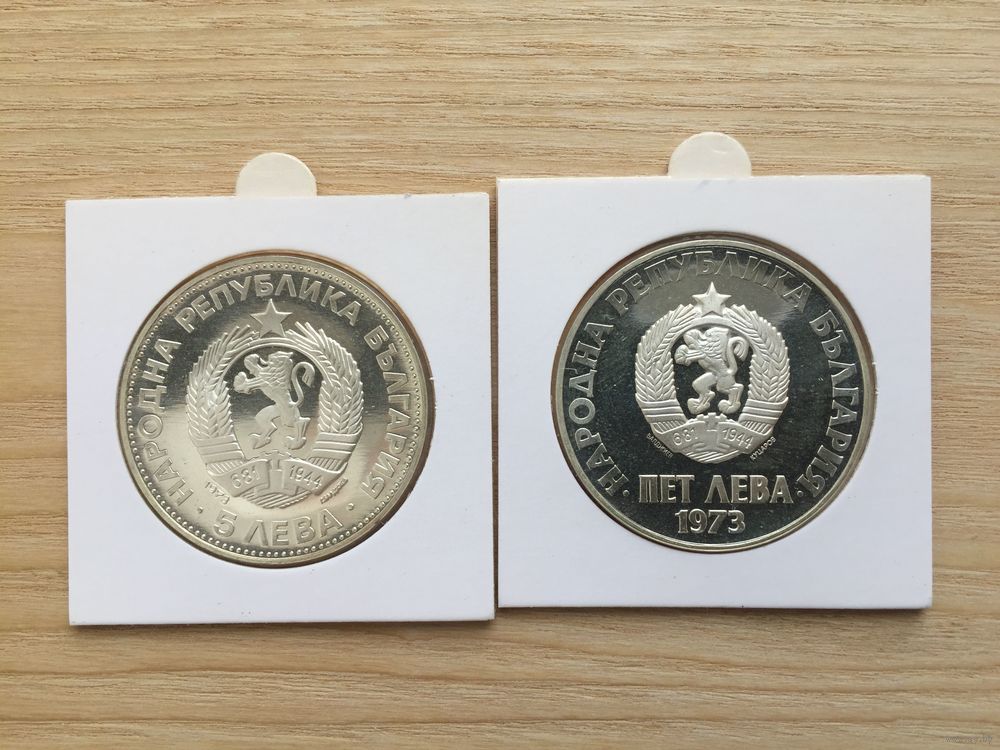 НАРОДНА РЕПУБЛИКА БЪЛГАРИЯ
681 1944
· 5 ЛЕВА ·
НАРОДНА РЕПУБЛИКА БЪЛГАРИЯ
681 1944
· ПЕТ ЛЕВА ·
1973